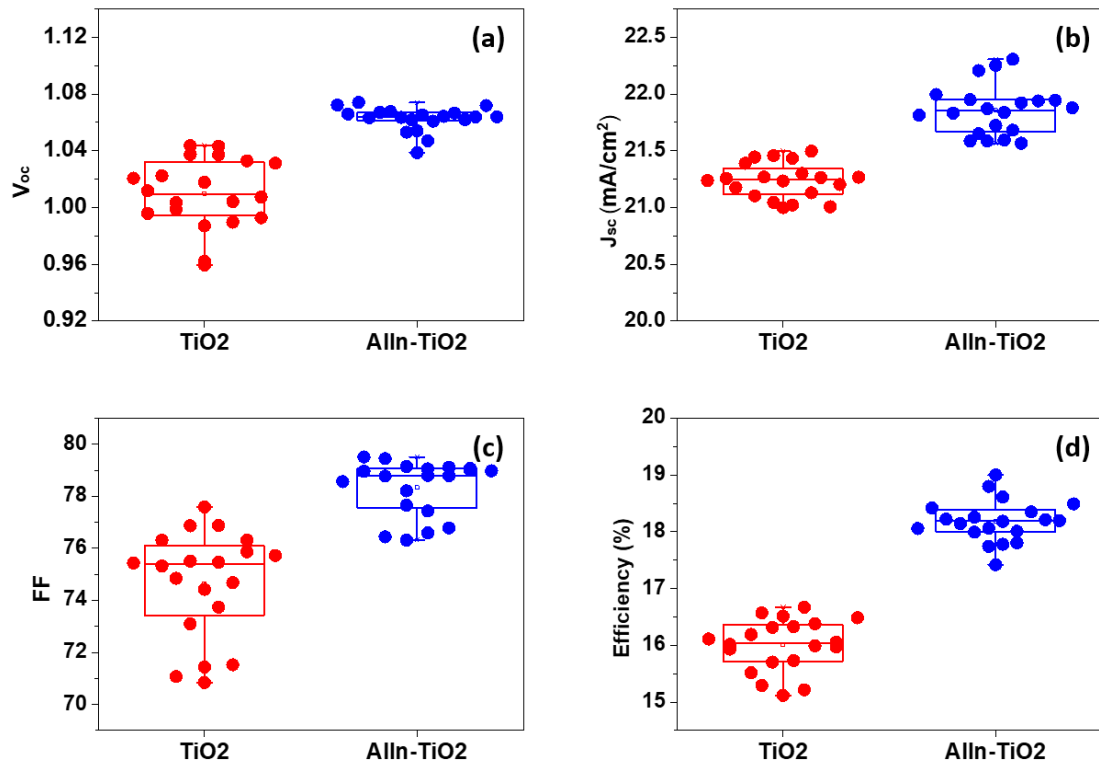 (a)
Voc
1.12
1.08
1.04
1.00
0.96
0.92
TiO2 AlIn-TiO2
(b)
Jsc (mA/cm²)
22.5
22.0
21.5
21.0
20.5
20.0
TiO2 AlIn-TiO2
(c)
FF
80
78
76
74
72
70
TiO2 AlIn-TiO2
(d)
Efficiency (%)
20
19
18
17
16
15
TiO2 AlIn-TiO2